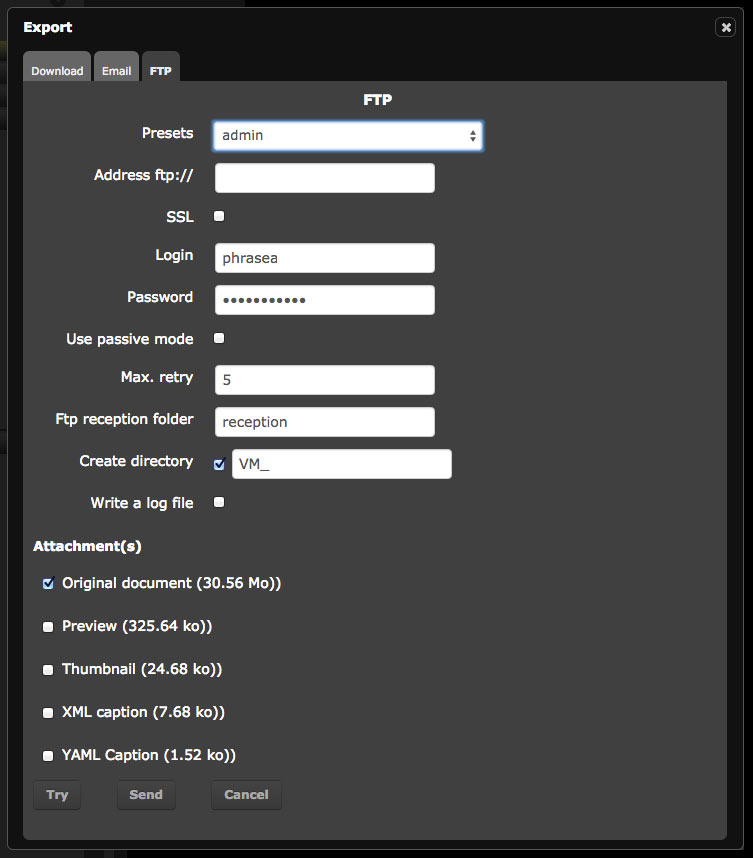 Export
Download Email FTP
FTP
Presets admin
Address ftp://
SSL
Login phrasea
Password •••••••••••
Use passive mode
Max. retry 5
Ftp reception folder reception
Create directory VM_
Write a log file
Attachment(s)
Original document (30.56 Mo))
Preview (325.64 ko))
Thumbnail (24.68 ko))
XML caption (7.68 ko))
YAML Caption (1.52 ko))
Try Send Cancel